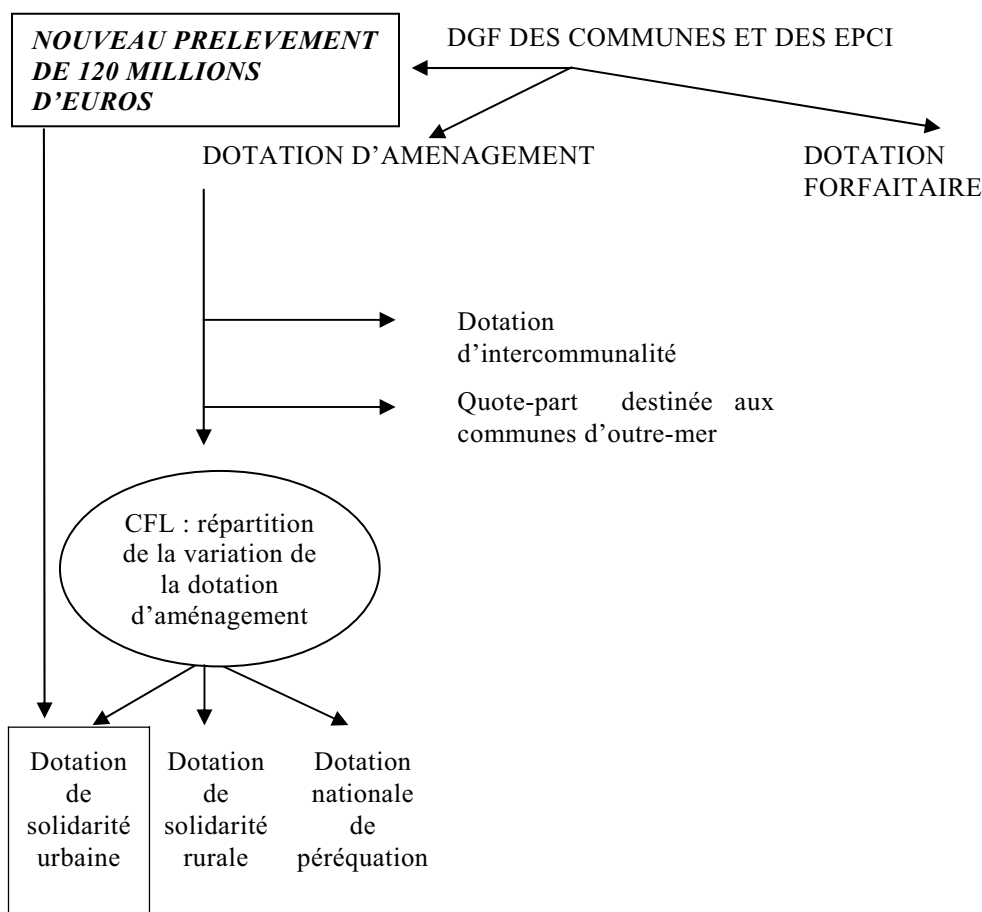 NOUVEAU PRELEVEMENT
DE 120 MILLIONS
D’EUROS
DGF DES COMMUNES ET DES EPCI
DOTATION D’AMENAGEMENT
DOTATION
FORFAITAIRE
Dotation
d’intercommunalité
Quote-part destinée aux
communes d’outre-mer
CFL : répartition
de la variation de
la dotation
d’aménagement
Dotation
de
solidarité
urbaine
Dotation
de
solidarité
rurale
Dotation
nationale
de
péréquation